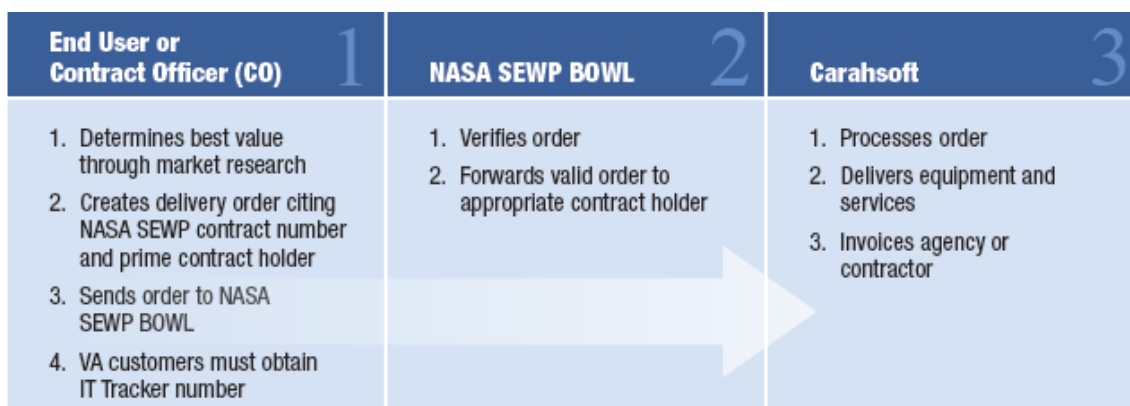 End User or
Contract Officer (CO)
1
1. Determines best value
through market research
2. Creates delivery order citing
NASA SEWP contract number
and prime contract holder
3. Sends order to NASA
SEWP BOWL
4. VA customers must obtain
IT Tracker number
NASA SEWP BOWL
2
1. Verifies order
2. Forwards valid order to
appropriate contract holder
Carahsoft
3
1. Processes order
2. Delivers equipment and
services
3. Invoices agency or
contractor